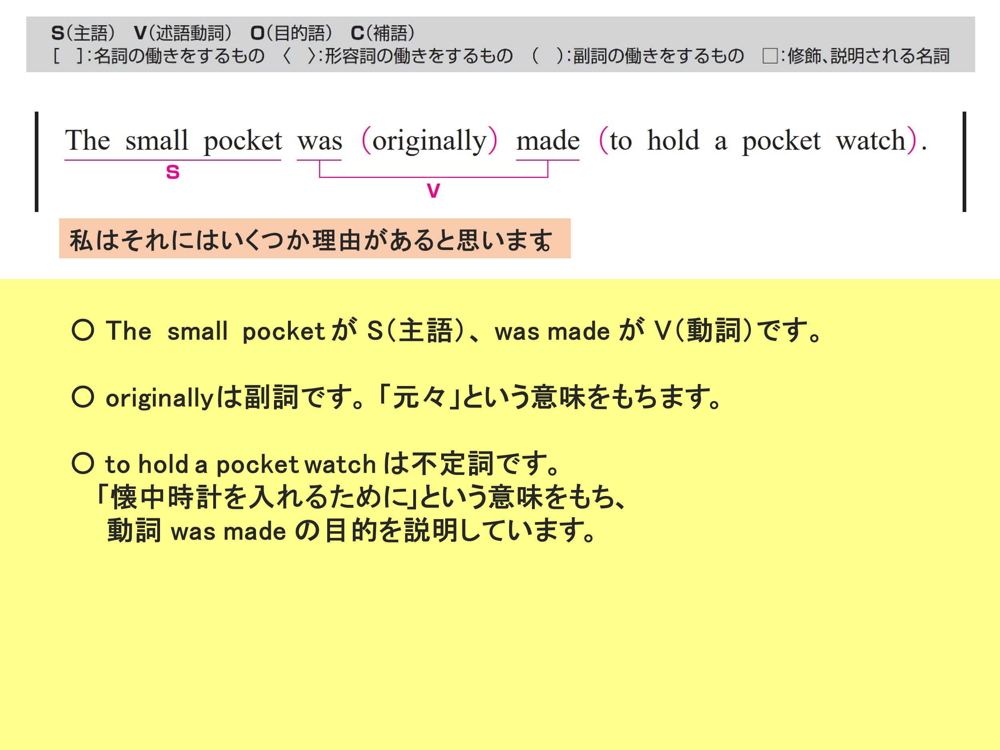 S（主語）　V（述語動詞）　O（目的語）　C（補語）
[　]：名詞の働きをするもの　〈　〉：形容詞の働きをするもの　（　）：副詞の働きをするもの　□：修飾、説明される名詞
The small pocket was (originally) made (to hold a pocket watch).
S
V
私はそれにはいくつか理由があると思います。
○ The small pocket が S（主語）、was made が V（動詞）です。
○ originallyは副詞です。「元々」という意味をもちます。
○ to hold a pocket watch は不定詞です。
「懐中時計を入れるために」という意味をもち、
動詞 was made の目的を説明しています。